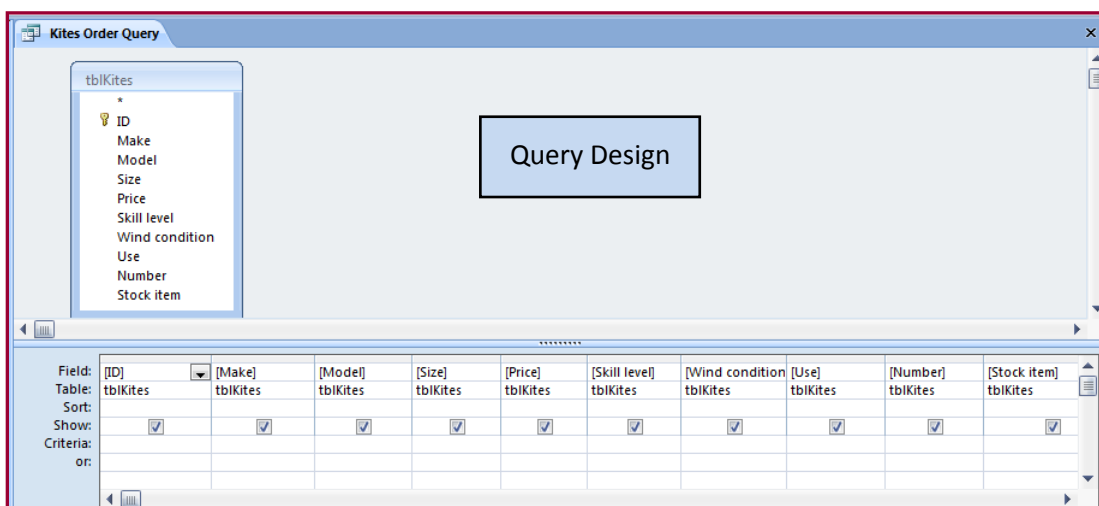 Kites Order Query
tblKites
*
ID
Make
Model
Size
Price
Skill level
Wind condition
Use
Number
Stock item
Query Design
Field: [ID] [Make] [Model] [Size] [Price] [Skill level] [Wind condition [Use] [Number] [Stock item]
Table: tblKites tblKites tblKites tblKites tblKites tblKites tblKites tblKites tblKites tblKites
Sort:
Show:
Criteria:
or: